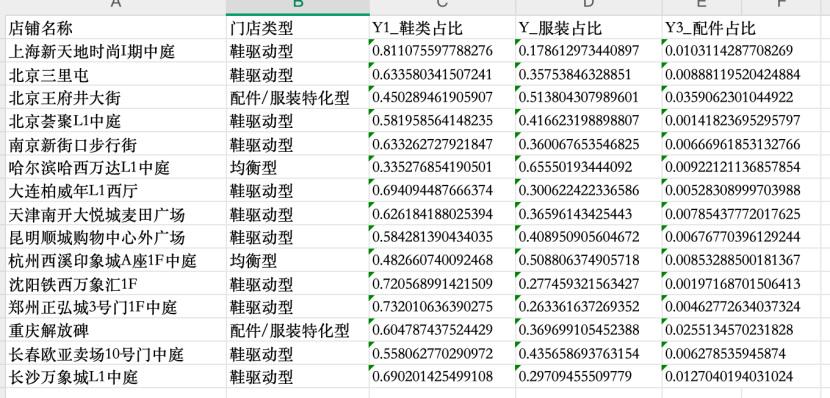 A B C D E F
店铺名称 门店类型 Y1_鞋类占比 Y_服装占比 Y3_配件占比
上海新天地时尚I期中庭 鞋驱动型 0.811075597788276 0.178612973440897 0.0103114287708269
北京三里屯 鞋驱动型 0.633580341507241 0.35753846328851 0.00888119520424884
北京王府井大街 配件/服装特化型 0.450289461905907 0.513804307989601 0.0359062301044922
北京荟聚L1中庭 鞋驱动型 0.581958564148235 0.416623198898807 0.00141823695295797
南京新街口步行街 鞋驱动型 0.633262727921847 0.360067653546825 0.00666961853132766
哈尔滨哈西万达L1中庭 均衡型 0.335276854190501 0.65550193444092 0.00922121136857854
大连柏威年L1西厅 鞋驱动型 0.694094487666374 0.300622422336586 0.00528308999703988
天津南开大悦城麦田广场 鞋驱动型 0.626184188025394 0.36596143425443 0.00785437772017625
昆明顺城购物中心外广场 鞋驱动型 0.584281390434035 0.408950905604672 0.00676770396129244
杭州西溪印象城A座1F中庭 均衡型 0.482660740092468 0.508806374905718 0.00853288500181367
沈阳铁西万象汇1F 鞋驱动型 0.720568991421509 0.277459321563427 0.00197168701506413
郑州正弘城3号门1F中庭 鞋驱动型 0.732010636390275 0.263361637269352 0.00462772634037324
重庆解放碑 配件/服装特化型 0.604787437524429 0.369699105452388 0.0255134570231828
长春欧亚卖场10号门中庭 鞋驱动型 0.558062770290972 0.435658693763154 0.006278535945874
长沙万象城L1中庭 鞋驱动型 0.690201425499108 0.29709455509779 0.0127040194031024